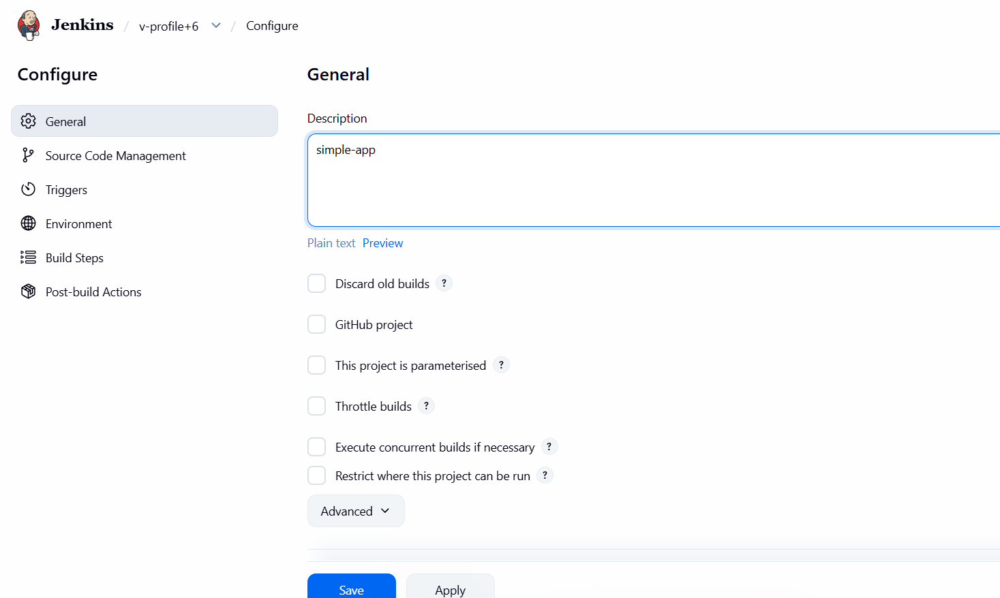 Jenkins / v-profile+6 / Configure
Configure
General
Source Code Management
Triggers
Environment
Build Steps
Post-build Actions
General
Description
simple-app
Plain text Preview
Discard old builds ?
GitHub project
This project is parameterised ?
Throttle builds ?
Execute concurrent builds if necessary ?
Restrict where this project can be run ?
Advanced
Save Apply